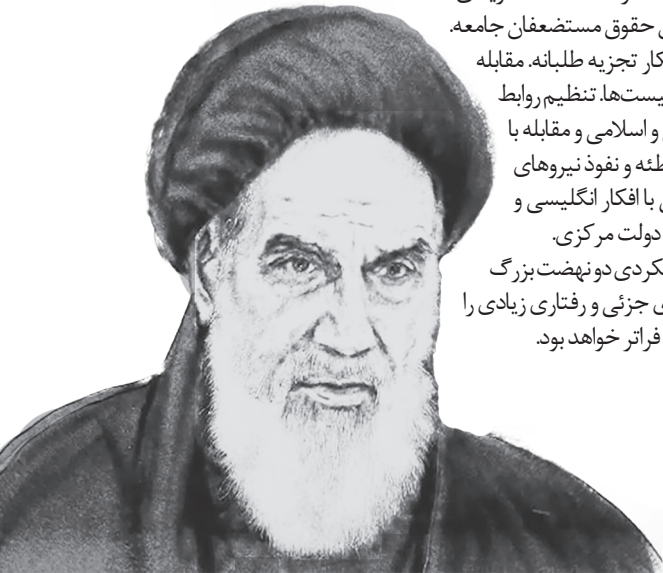 حقوق مستضعفان جامعه.
کار تجزیه طلبانه. مقابله
یست‌ها. تنظیم روابط
و اسلامی و مقابله با
طئه و نفوذ نیروهای
با افکار انگلیسی و
دولت مرکزی.
کردی دو نهضت بزرگ
ی جزئی و رفتاری زیادی را
فراتر خواهد بود.